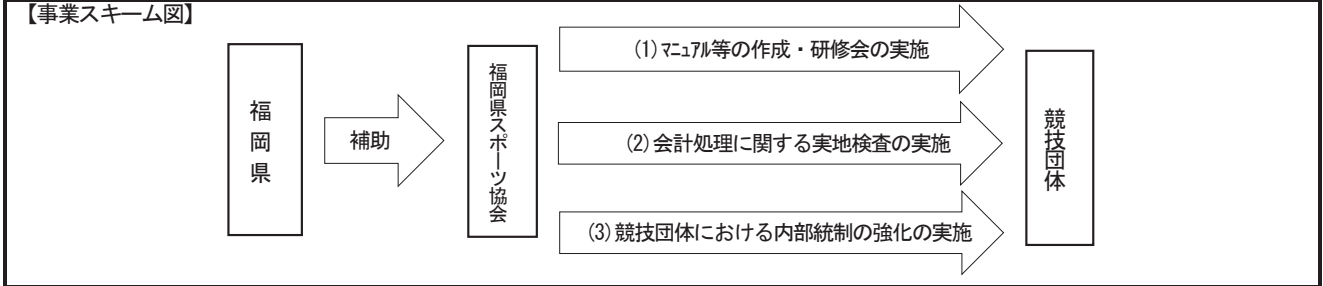 【事業スキーム図】
福岡県
補助
福岡県スポーツ協会
(1)ﾏﾆｭｱﾙ等の作成・研修会の実施
(2)会計処理に関する実地検査の実施
(3)競技団体における内部統制の強化の実施
競技団体